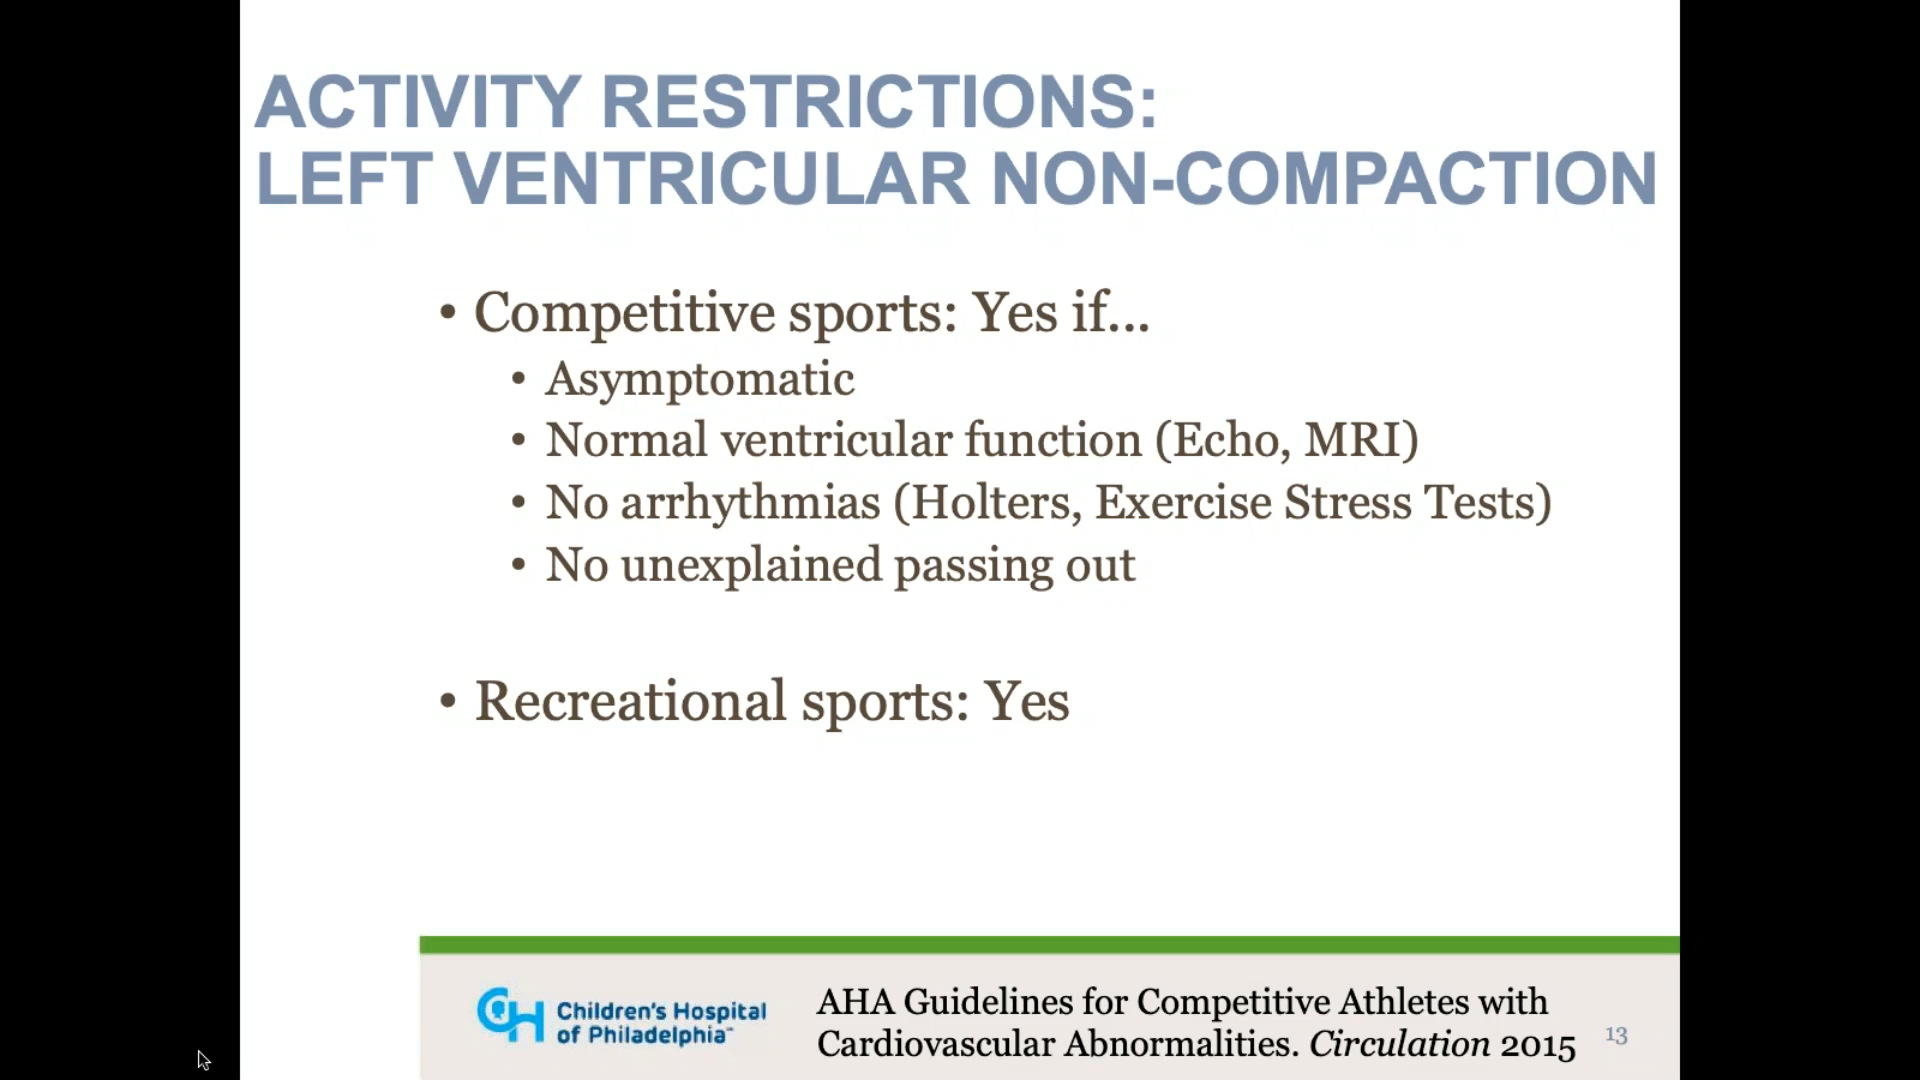 ACTIVITY RESTRICTIONS:
LEFT VENTRICULAR NON-COMPACTION
• Competitive sports: Yes if...
• Asymptomatic
• Normal ventricular function (Echo, MRI)
• No arrhythmias (Holters, Exercise Stress Tests)
• No unexplained passing out
• Recreational sports: Yes
Children's Hospital
of Philadelphia™
AHA Guidelines for Competitive Athletes with
Cardiovascular Abnormalities. Circulation 2015
13